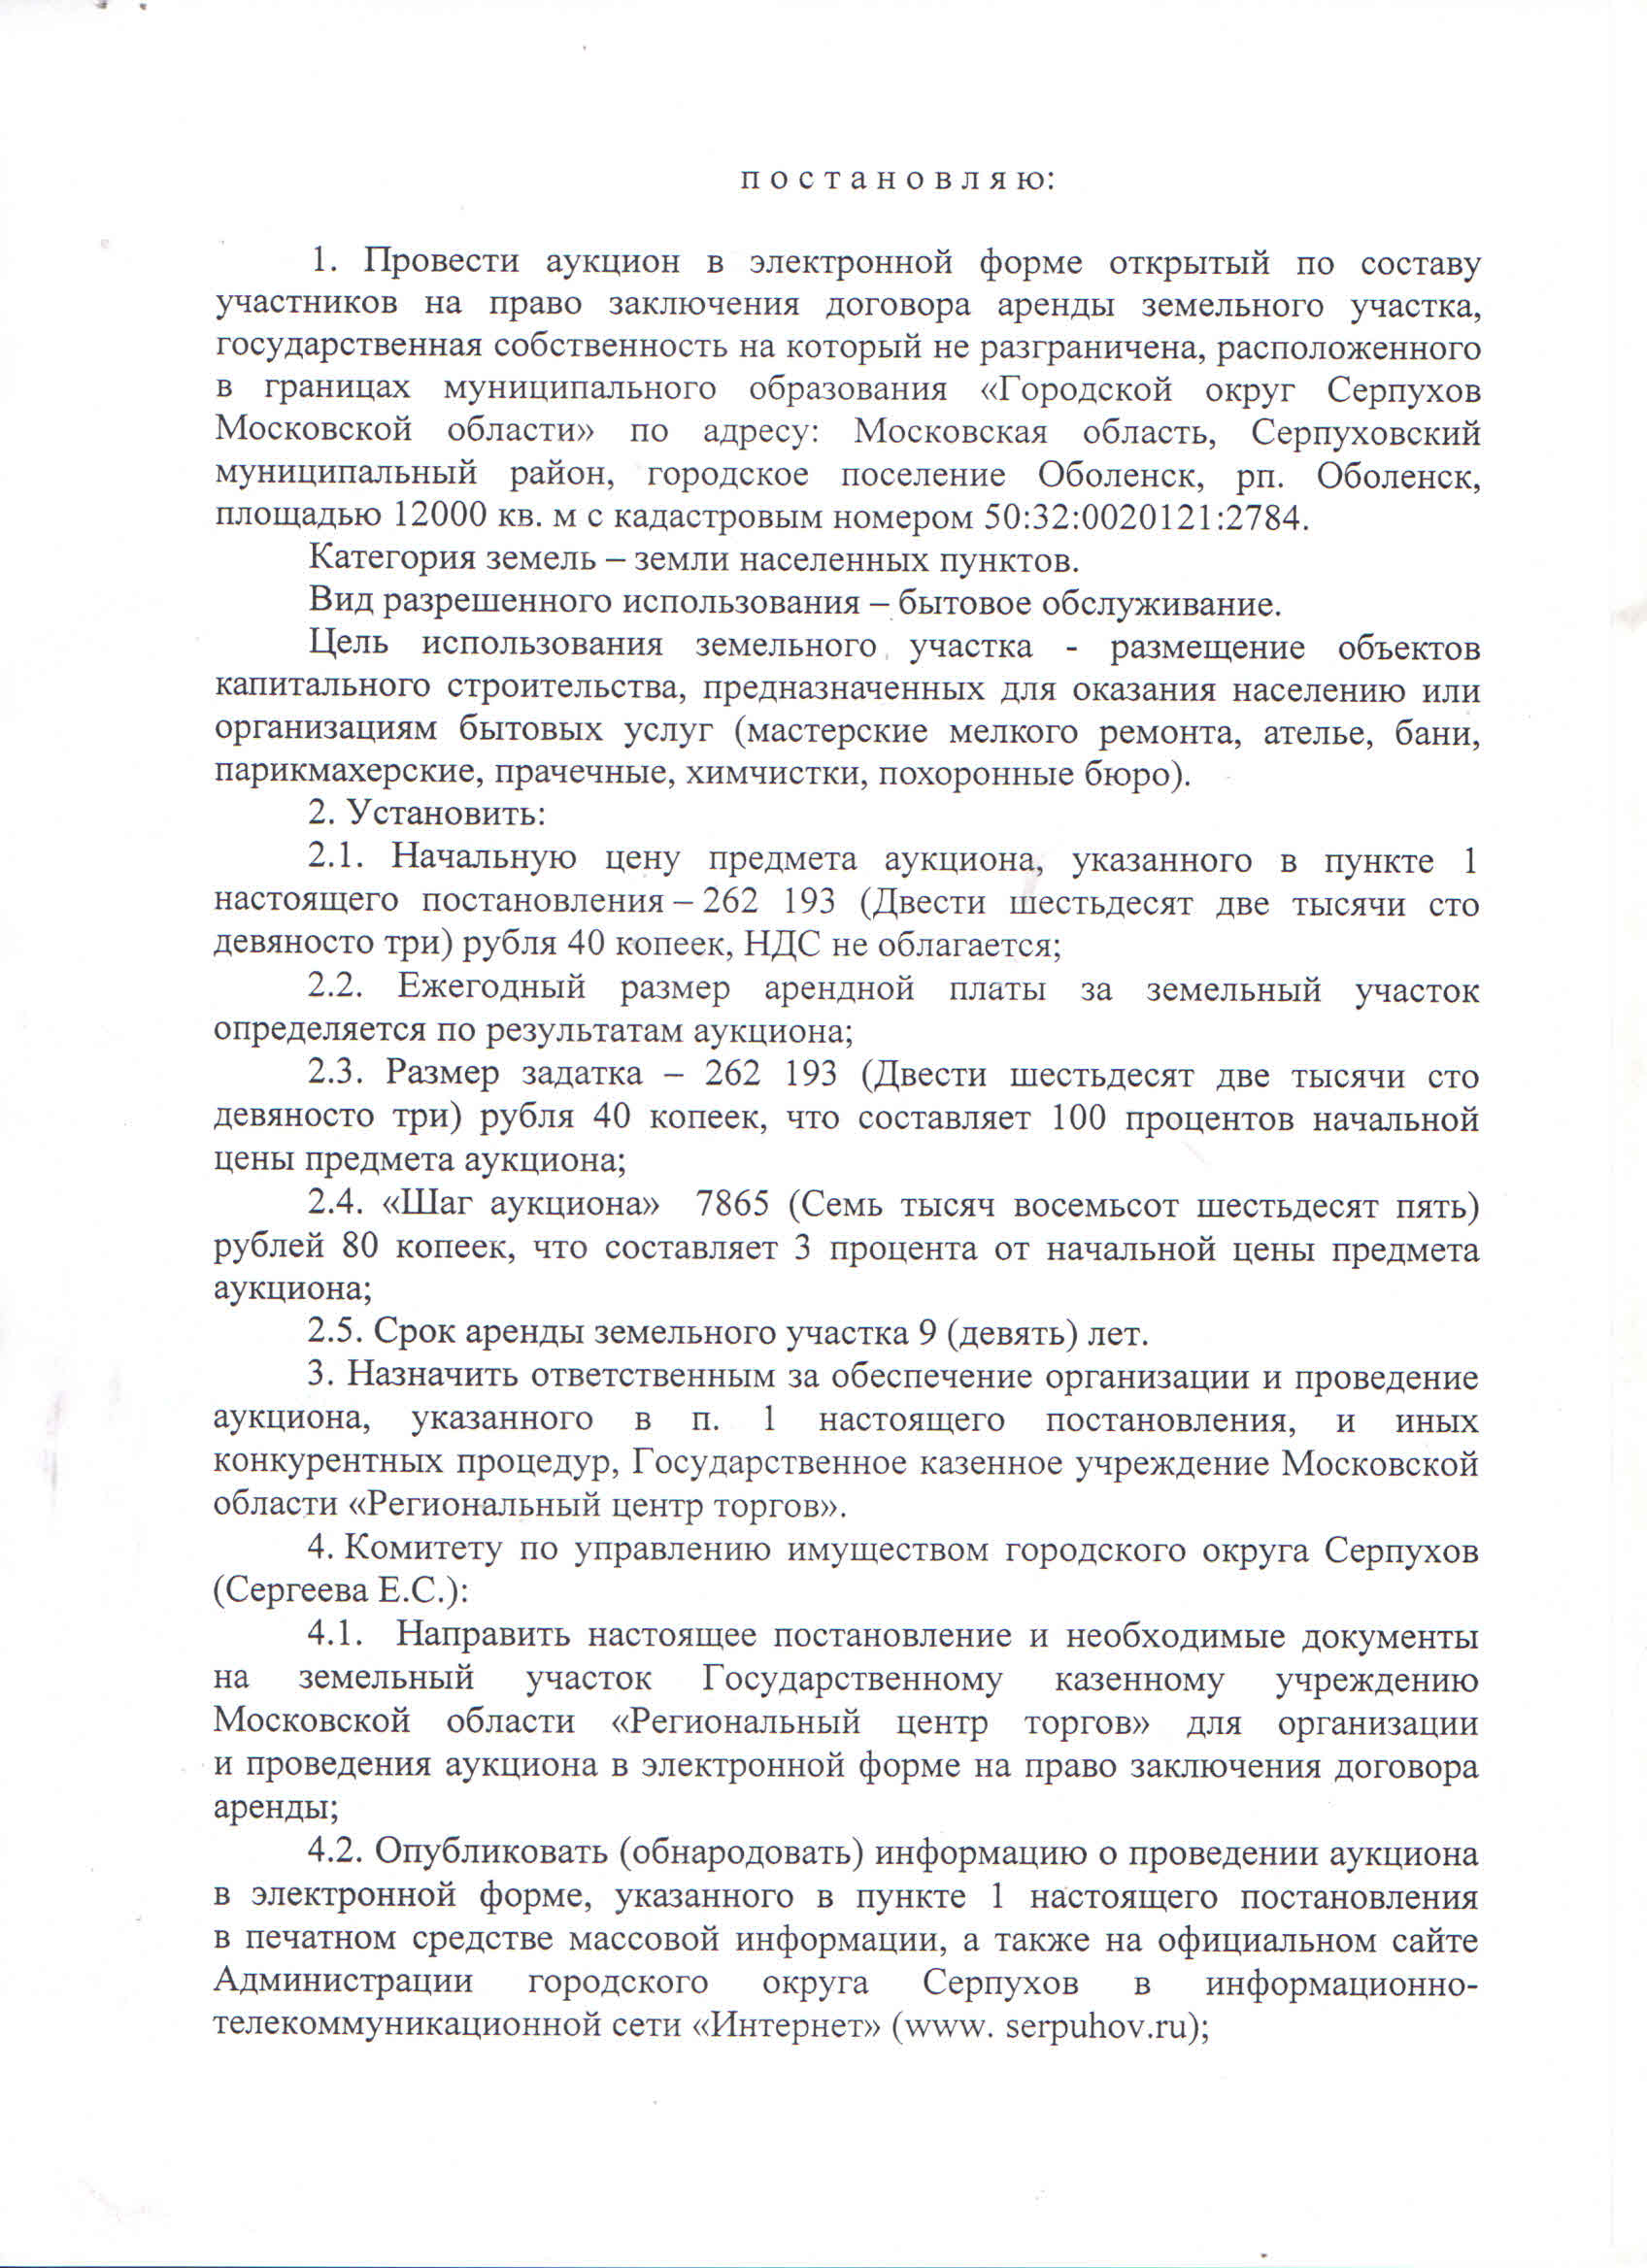 п о с т а н о в л я ю:
1. Провести аукцион в электронной форме открытый по составу
участников на право заключения договора аренды земельного участка,
государственная собственность на который не разграничена, расположенного
в границах муниципального образования «Городской округ Серпухов
Московской области» по адресу: Московская область, Серпуховский
муниципальный район, городское поселение Оболенск, рп. Оболенск,
площадью 12000 кв. м с кадастровым номером 50:32:0020121:2784.
Категория земель – земли населенных пунктов.
Вид разрешенного использования – бытовое обслуживание.
Цель использования земельного участка - размещение объектов
капитального строительства, предназначенных для оказания населению или
организациям бытовых услуг (мастерские мелкого ремонта, ателье, бани,
парикмахерские, прачечные, химчистки, похоронные бюро).
2. Установить:
2.1. Начальную цену предмета аукциона, указанного в пункте 1
настоящего постановления – 262 193 (Двести шестьдесят две тысячи сто
девяносто три) рубля 40 копеек, НДС не облагается;
2.2. Ежегодный размер арендной платы за земельный участок
определяется по результатам аукциона;
2.3. Размер задатка – 262 193 (Двести шестьдесят две тысячи сто
девяносто три) рубля 40 копеек, что составляет 100 процентов начальной
цены предмета аукциона;
2.4. «Шаг аукциона» 7865 (Семь тысяч восемьсот шестьдесят пять)
рублей 80 копеек, что составляет 3 процента от начальной цены предмета
аукциона;
2.5. Срок аренды земельного участка 9 (девять) лет.
3. Назначить ответственным за обеспечение организации и проведение
аукциона, указанного в п. 1 настоящего постановления, и иных
конкурентных процедур, Государственное казенное учреждение Московской
области «Региональный центр торгов».
4. Комитету по управлению имуществом городского округа Серпухов
(Сергеева Е.С.):
4.1. Направить настоящее постановление и необходимые документы
на земельный участок Государственному казенному учреждению
Московской области «Региональный центр торгов» для организации
и проведения аукциона в электронной форме на право заключения договора
аренды;
4.2. Опубликовать (обнародовать) информацию о проведении аукциона
в электронной форме, указанного в пункте 1 настоящего постановления
в печатном средстве массовой информации, а также на официальном сайте
Администрации городского округа Серпухов в информационно-
телекоммуникационной сети «Интернет» (www. serpuhov.ru);